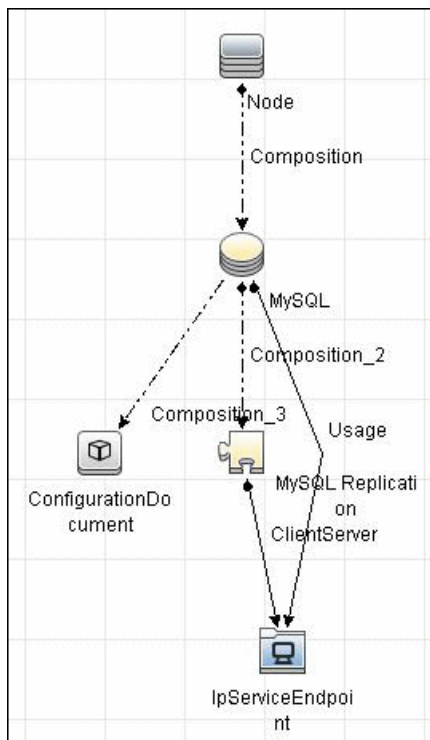 Node
Composition
MySQL
Composition_2
Composition_3
Usage
ConfigurationDo
cument
MySQL Replicati
on
ClientServer
IpServiceEndpoi
nt